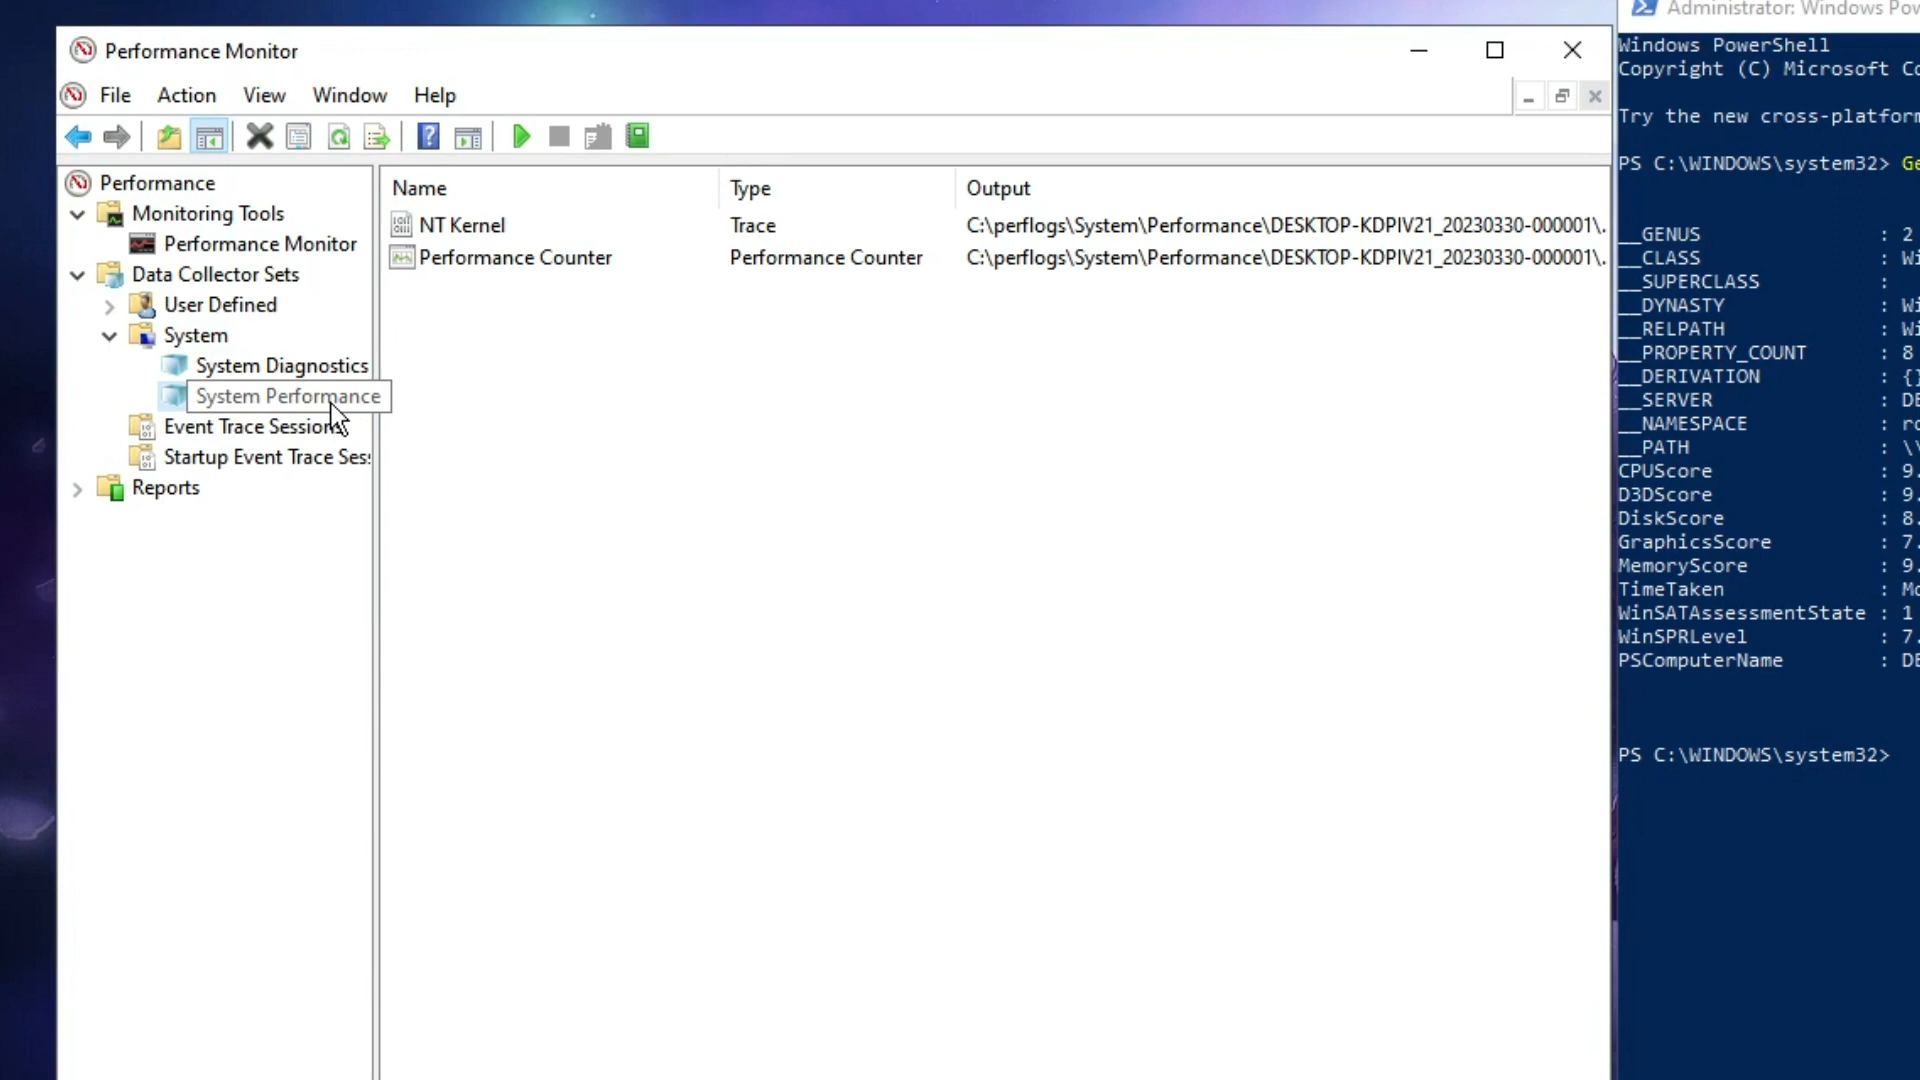 Performance Monitor
File Action View Window Help
Performance
Monitoring Tools
Performance Monitor
Data Collector Sets
User Defined
System
System Diagnostics
System Performance
Event Trace Sessions
Startup Event Trace Ses
Reports
Name Type Output
NT Kernel Trace C:\perflogs\System\Performance\DESKTOP-KDPIV21_20230330-000001\.
Performance Counter Performance Counter C:\perflogs\System\Performance\DESKTOP-KDPIV21_20230330-000001\.
Administrator: Windows Pow
Windows PowerShell
Copyright (C) Microsoft Co
Try the new cross-platform
PS C:\WINDOWS\system32> Ge
__GENUS : 2
__CLASS : Wi
__SUPERCLASS :
__DYNASTY : Wi
__RELPATH : Wi
__PROPERTY_COUNT : 8
__DERIVATION : {}
__SERVER : DE
__NAMESPACE : ro
__PATH : \\
CPUScore : 9.
D3DScore : 9.
DiskScore : 8.
GraphicsScore : 7.
MemoryScore : 9.
TimeTaken : Mo
WinSATAssessmentState : 1
WinSPRLevel : 7.
PSComputerName : DE
PS C:\WINDOWS\system32>